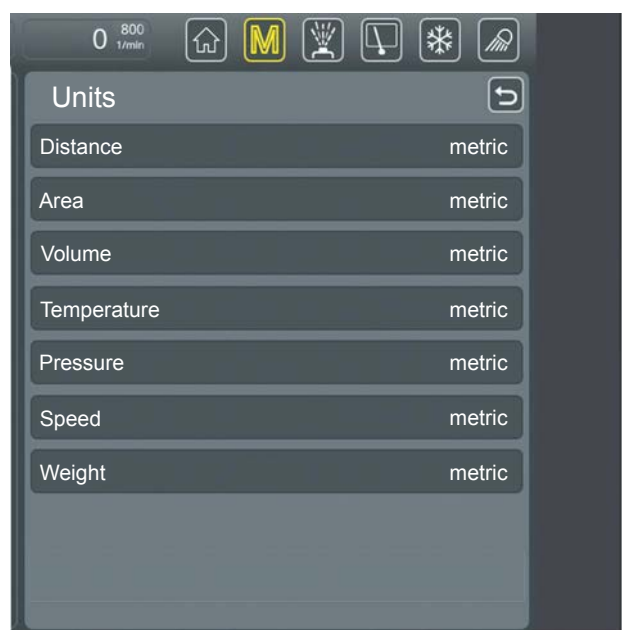 0 800 1/min
M
Units
Distance metric
Area metric
Volume metric
Temperature metric
Pressure metric
Speed metric
Weight metric